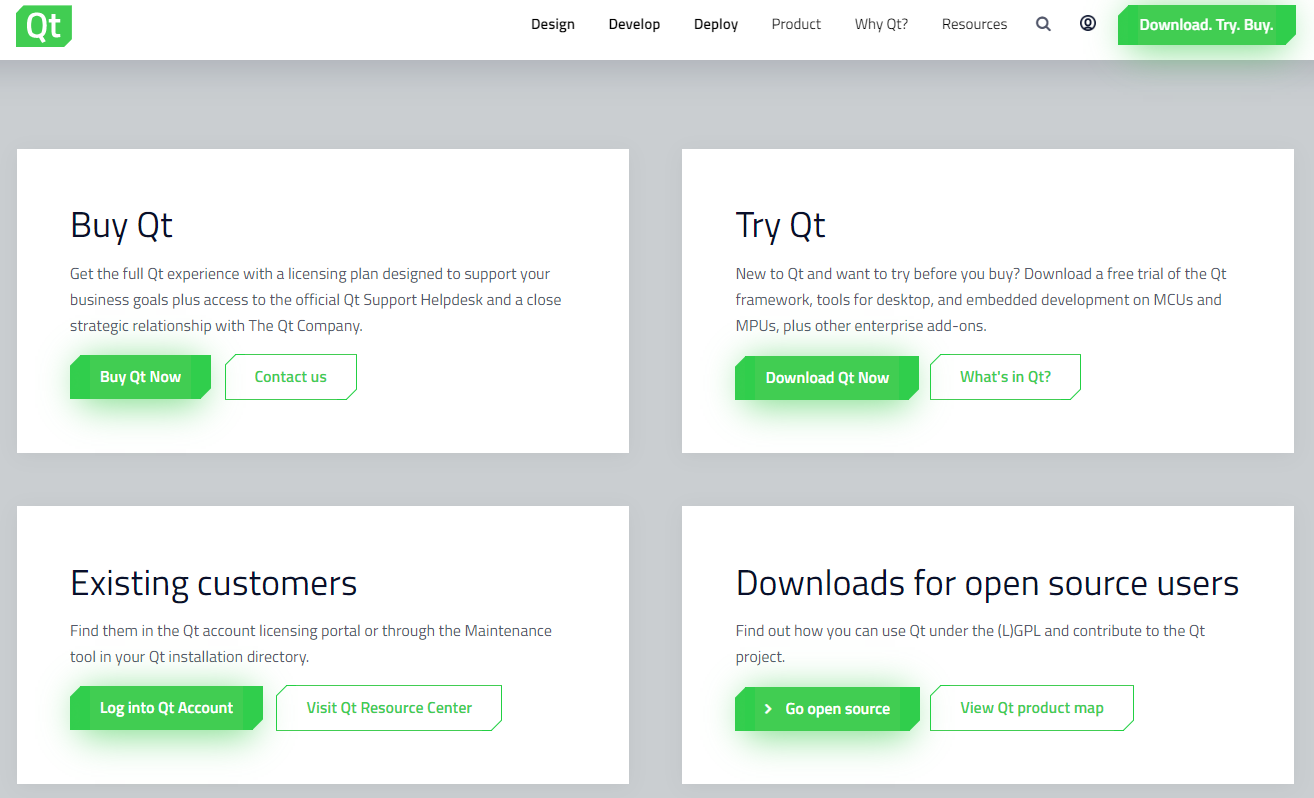 Qt
Design Develop Deploy Product Why Qt? Resources Download. Try. Buy.
Buy Qt
Get the full Qt experience with a licensing plan designed to support your
business goals plus access to the official Qt Support Helpdesk and a close
strategic relationship with The Qt Company.
Buy Qt Now Contact us
Try Qt
New to Qt and want to try before you buy? Download a free trial of the Qt
framework, tools for desktop, and embedded development on MCUs and
MPUs, plus other enterprise add-ons.
Download Qt Now What's in Qt?
Existing customers
Find them in the Qt account licensing portal or through the Maintenance
tool in your Qt installation directory.
Log into Qt Account Visit Qt Resource Center
Downloads for open source users
Find out how you can use Qt under the (L)GPL and contribute to the Qt
project.
Go open source View Qt product map